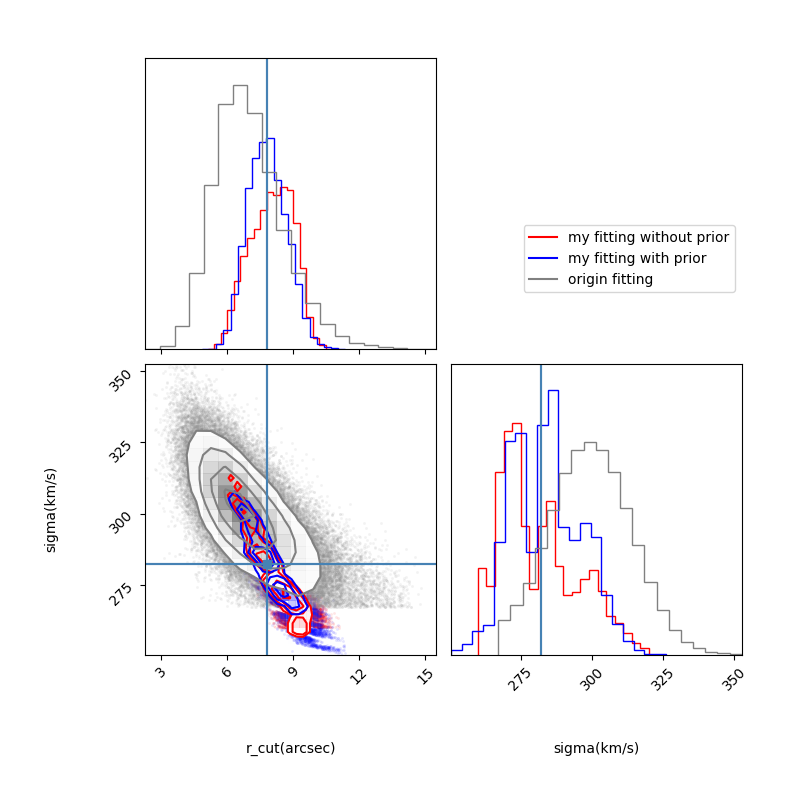 my fitting without prior
my fitting with prior
origin fitting
350
325
300
275
sigma(km/s)
3
6
9
12
15
275
300
325
350
r_cut(arcsec)
sigma(km/s)